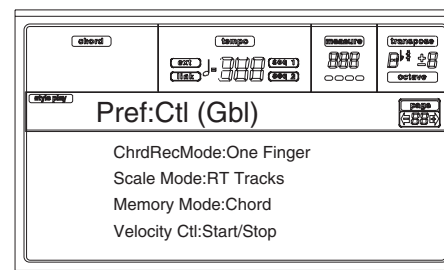 chord
tempo
measure
transpose
ext
seq 1
link
seq 2
octave
style play
Pref:Ctl (Gbl)
page
ChrdRecMode:One Finger
Scale Mode:RT Tracks
Memory Mode:Chord
Velocity Ctl:Start/Stop